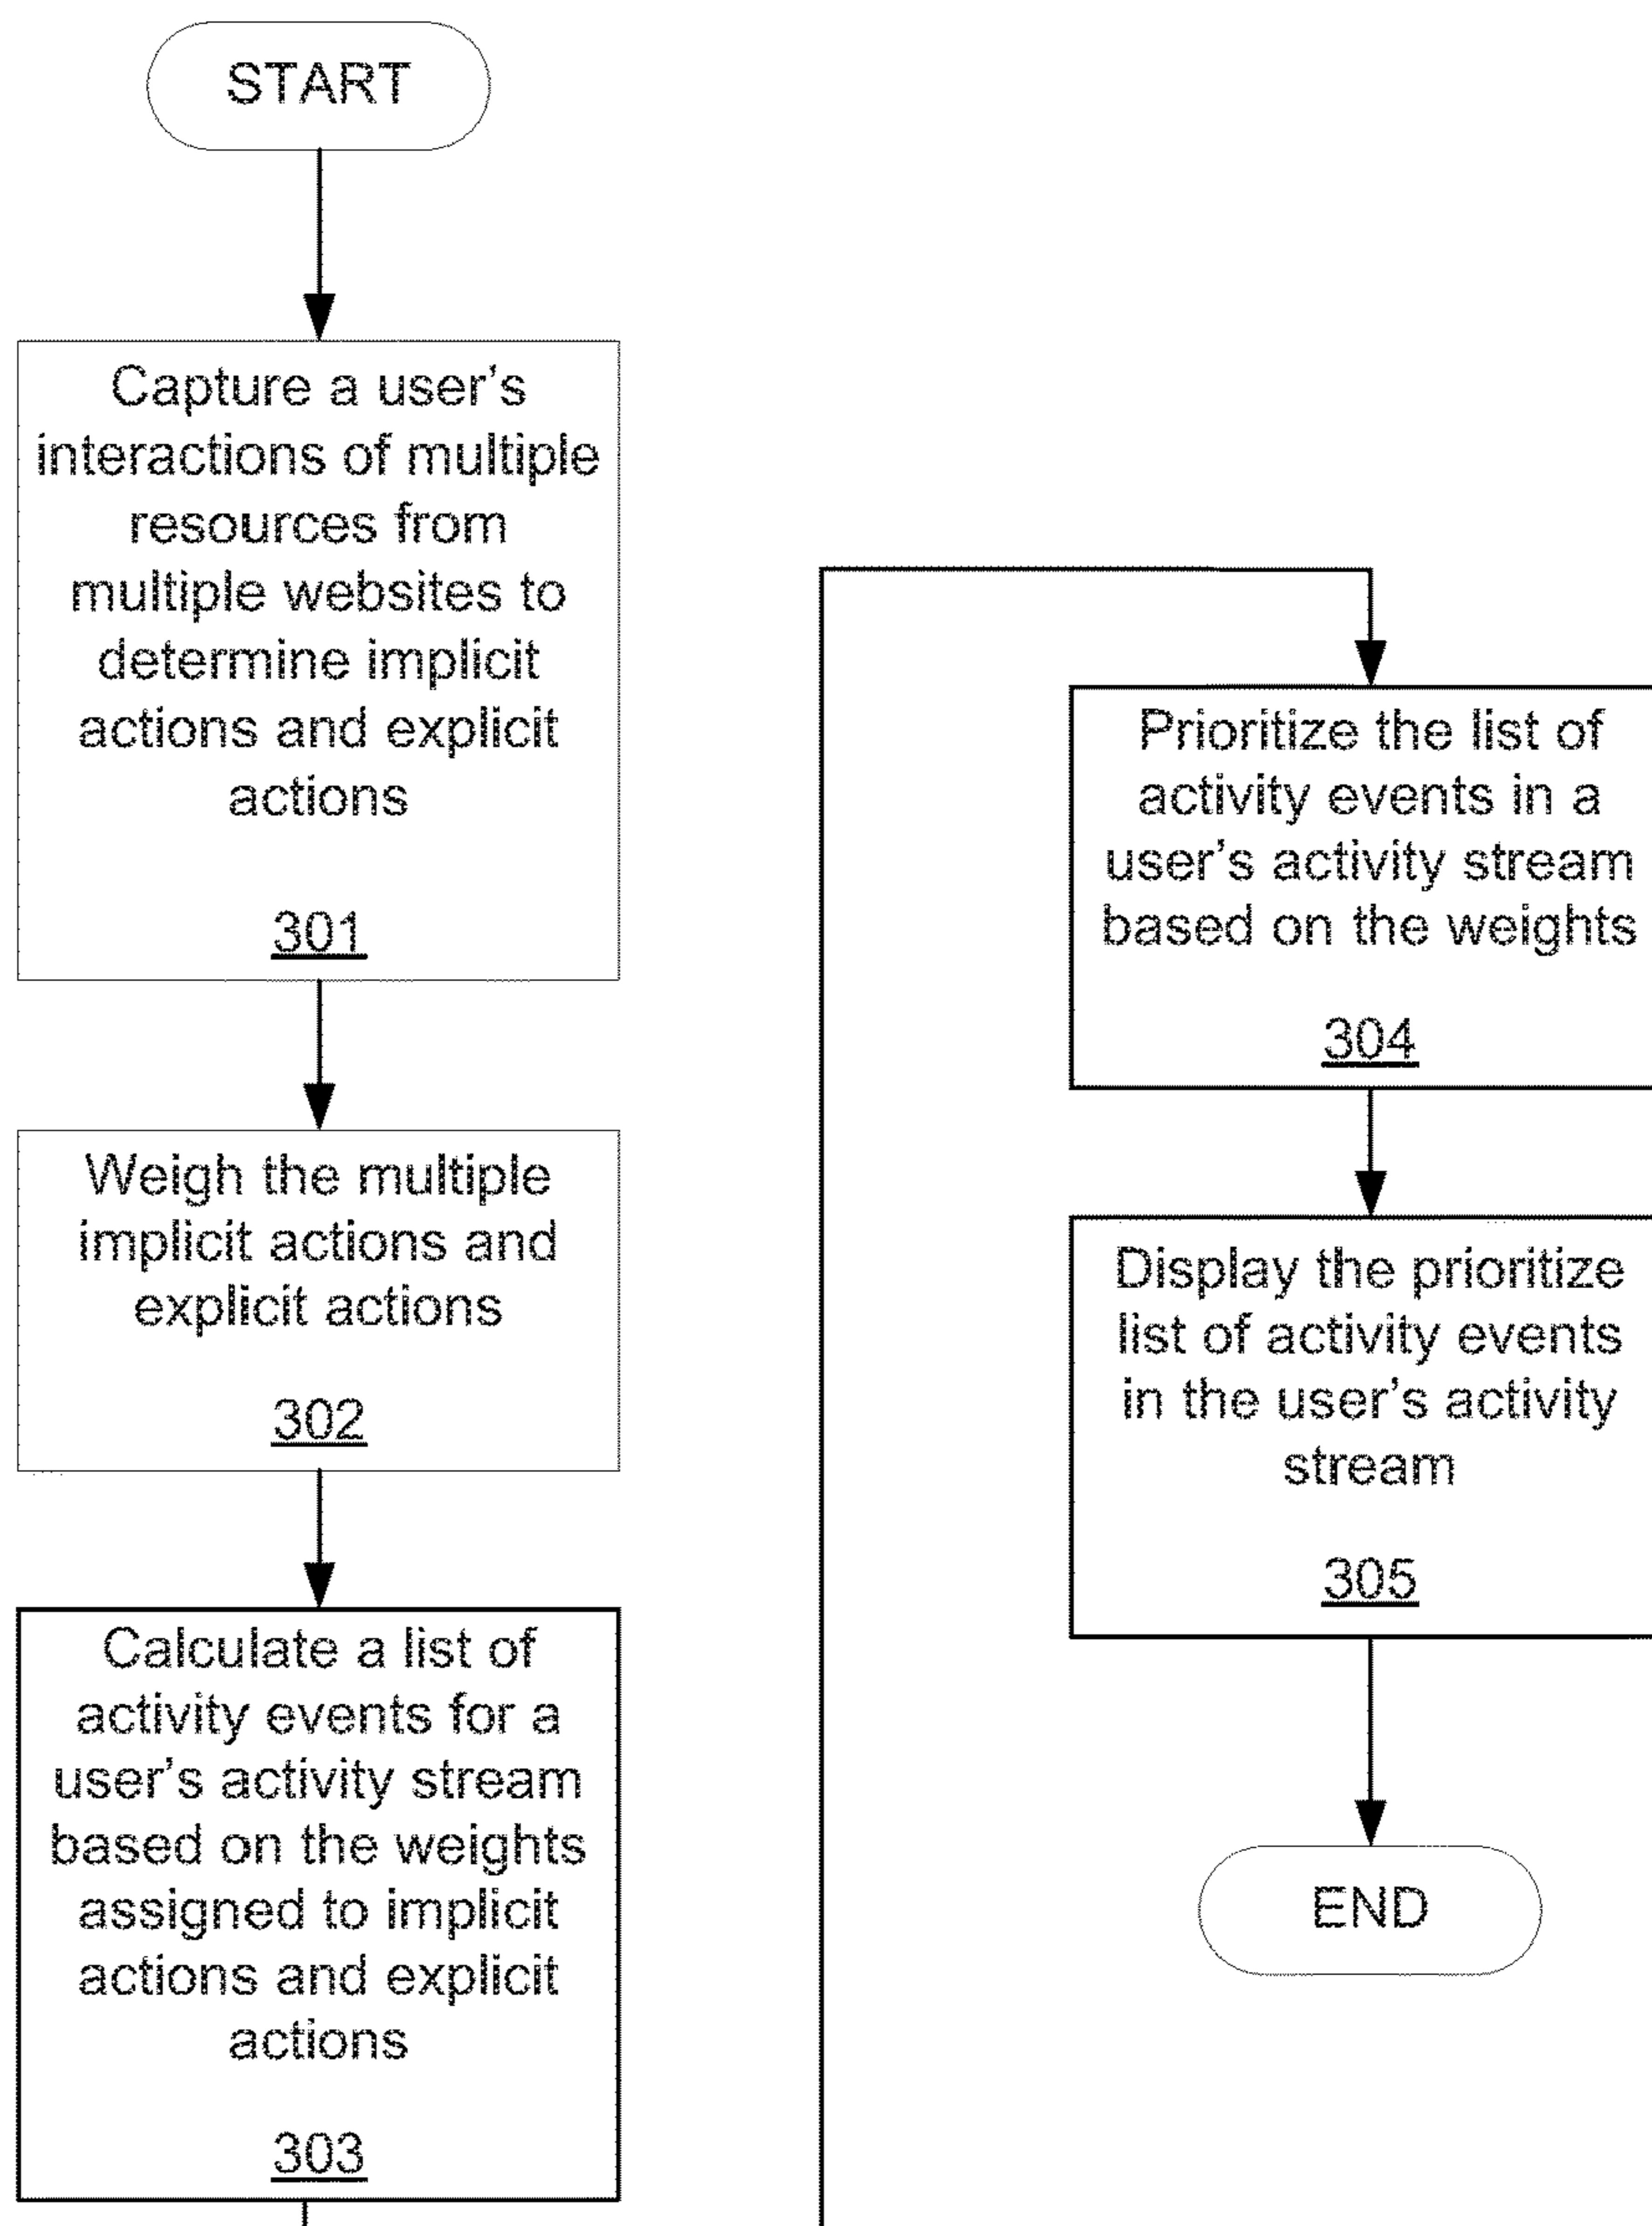 START
Capture a user's
interactions of multiple
resources from
multiple websites to
determine implicit
actions and explicit
actions
301
Weigh the multiple
implicit actions and
explicit actions
302
Calculate a list of
activity events for a
user's activity stream
based on the weights
assigned to implicit
actions and explicit
actions
303
Prioritize the list of
activity events in a
user's activity stream
based on the weights
304
Display the prioritize
list of activity events
in the user's activity
stream
305
END